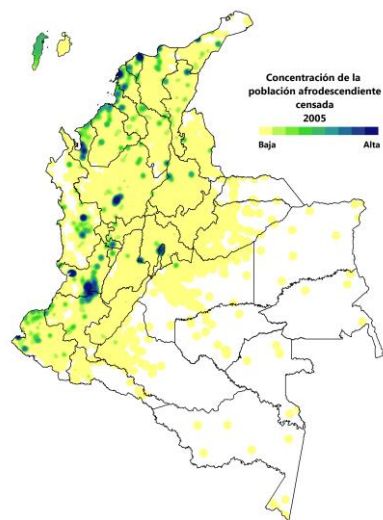 Concentración de la
población afrodescendiente
censada
2005
Baja Alta